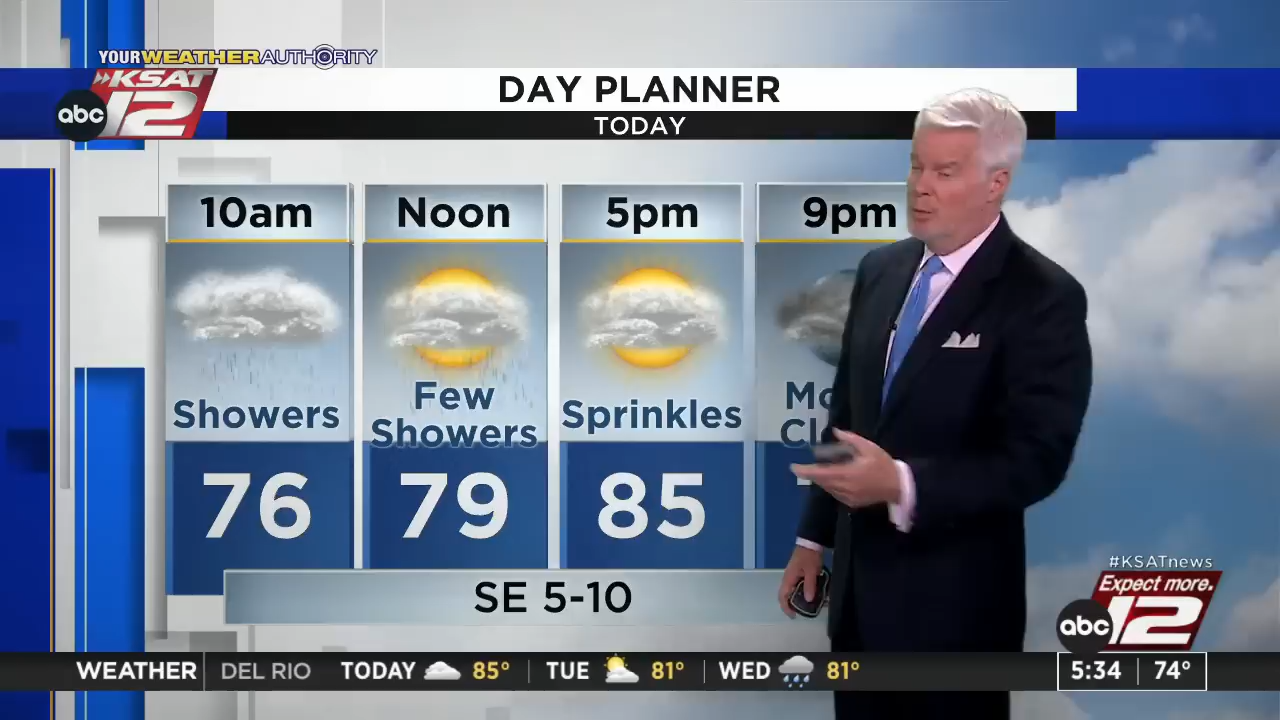 YOURWEATHERAUTHORITY
KSAT
abc 12
DAY PLANNER
TODAY
10am
Noon
5pm
9pm
Showers
Few
Showers
Sprinkles
76
79
85
SE 5-10
#KSATnews
Expect more.
abc 12
WEATHER DEL RIO TODAY 85° TUE 81° WED 81° 5:34 74°